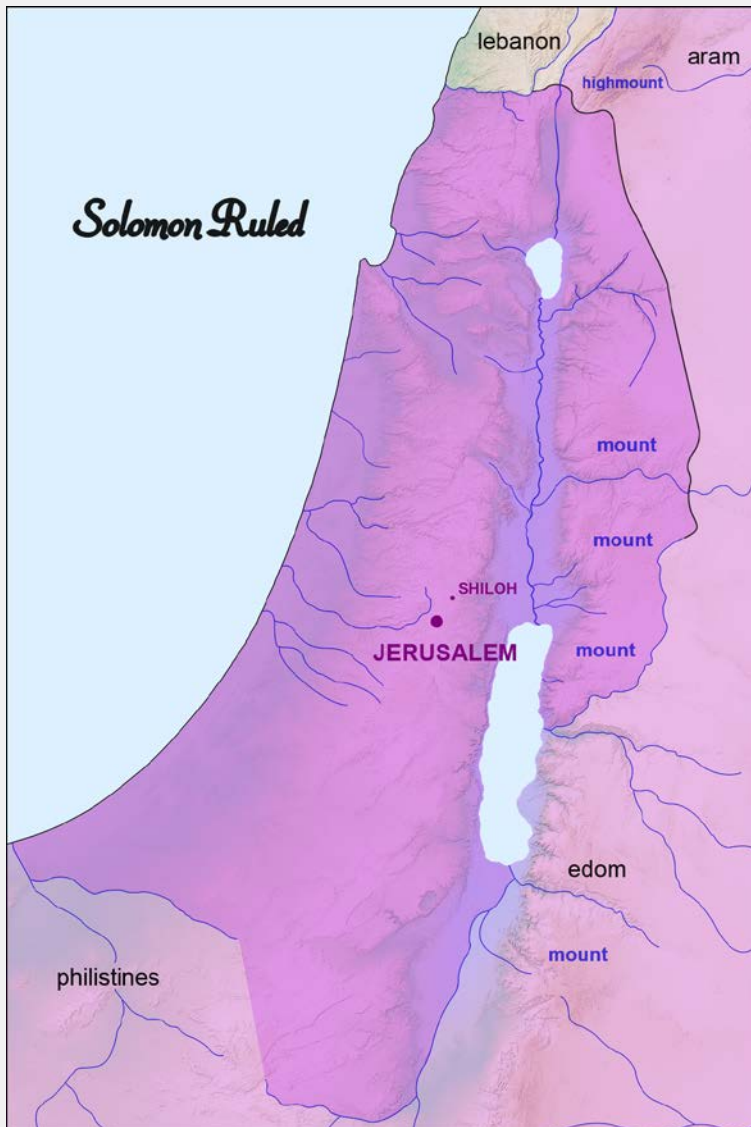 lebanon
aram
highmount
Solomon Ruled
mount
mount
SHILOH
JERUSALEM
mount
edom
mount
philistines